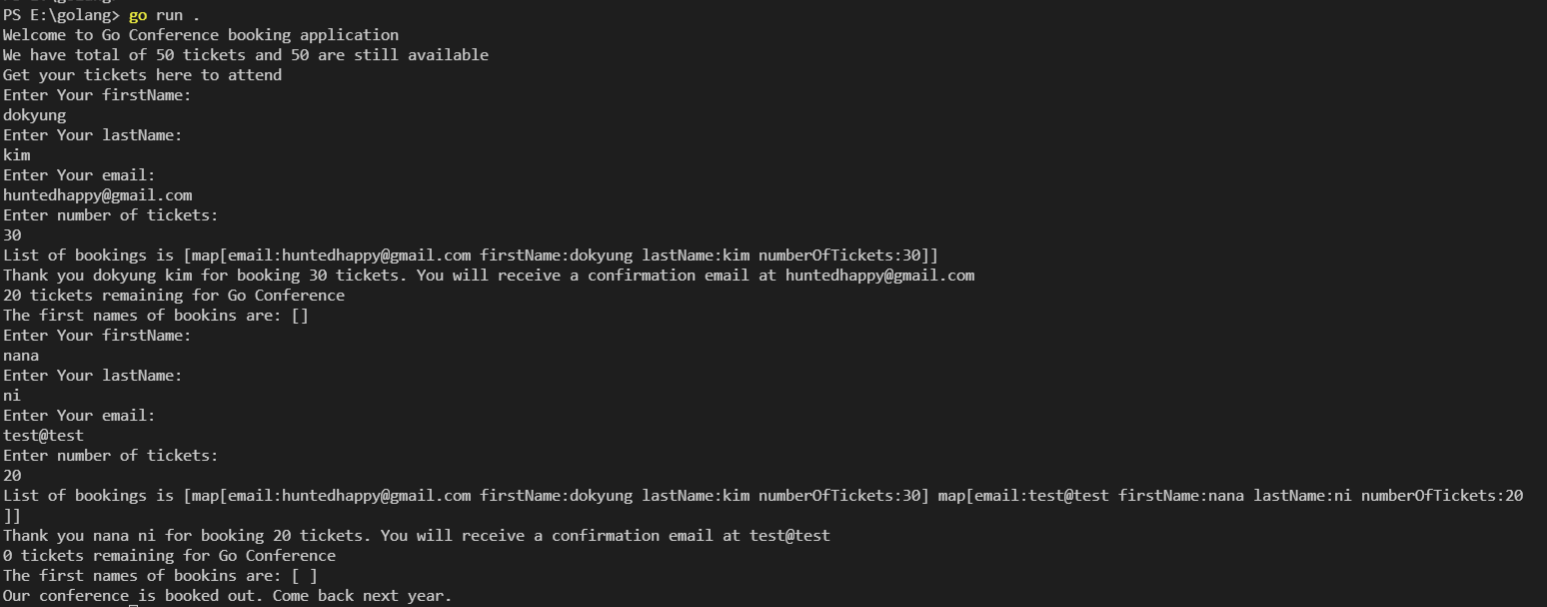 PS E:\golang> go run .
Welcome to Go Conference booking application
We have total of 50 tickets and 50 are still available
Get your tickets here to attend
Enter Your firstName:
dokyung
Enter Your lastName:
kim
Enter Your email:
huntedhappy@gmail.com
Enter number of tickets:
30
List of bookings is [map[email:huntedhappy@gmail.com firstName:dokyung lastName:kim numberOfTickets:30]]
Thank you dokyung kim for booking 30 tickets. You will receive a confirmation email at huntedhappy@gmail.com
20 tickets remaining for Go Conference
The first names of bookins are: []
Enter Your firstName:
nana
Enter Your lastName:
ni
Enter Your email:
test@test
Enter number of tickets:
20
List of bookings is [map[email:huntedhappy@gmail.com firstName:dokyung lastName:kim numberOfTickets:30] map[email:test@test firstName:nana lastName:ni numberOfTickets:20
]]
Thank you nana ni for booking 20 tickets. You will receive a confirmation email at test@test
0 tickets remaining for Go Conference
The first names of bookins are: [ ]
Our conference is booked out. Come back next year.